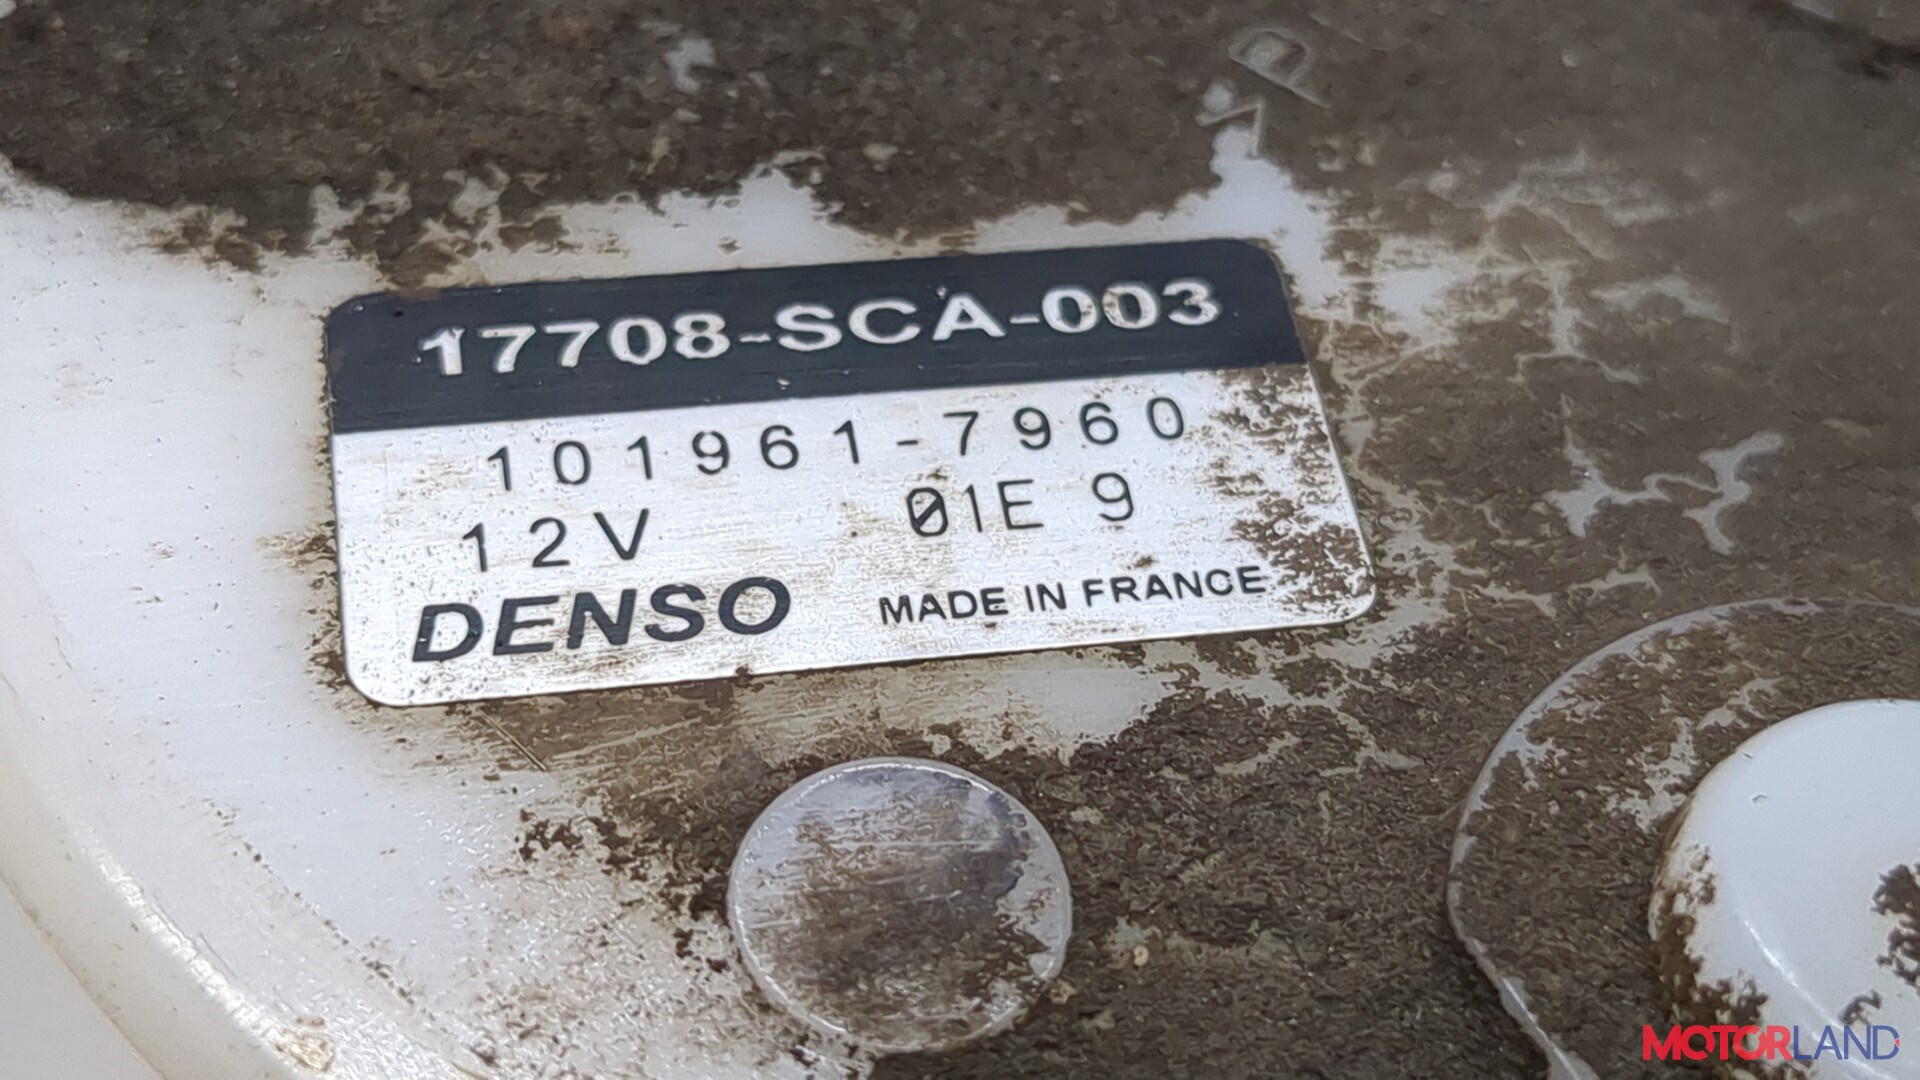 17708-SCA-003
101961-7960
12V 01E 9
DENSO MADE IN FRANCE
MOTORLAND